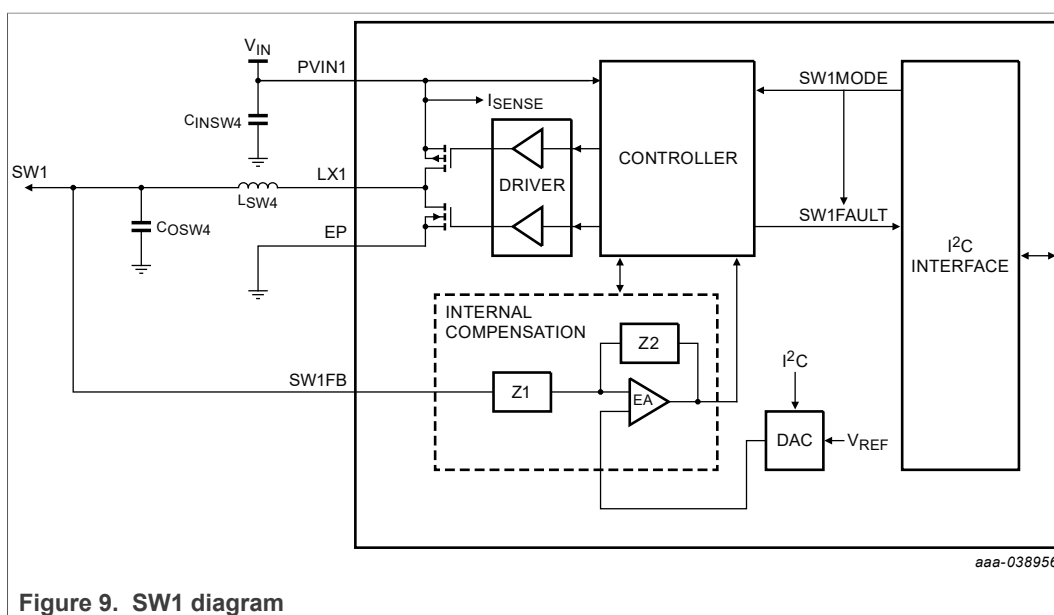 VIN
PVIN1
ISENSE
CINSW4
SW1
LX1
LSW4
COSW4
EP
DRIVER
CONTROLLER
SW1MODE
SW1FAULT
I2C
INTERFACE
INTERNAL
COMPENSATION
Z2
SW1FB
Z1
EA
I2C
DAC
VREF
aaa-038956
Figure 9. SW1 diagram